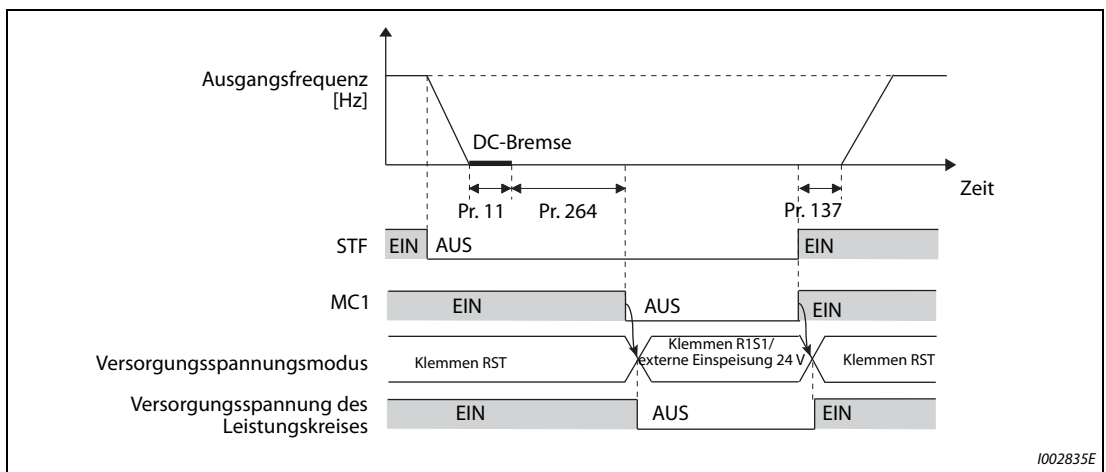 Ausgangsfrequenz
[Hz]
DC-Bremse
Zeit
Pr. 11 Pr. 264 Pr. 137
STF EIN AUS EIN
MC1 EIN AUS EIN
Versorgungsspannungsmodus Klemmen RST Klemmen R1S1/
externe Einspeisung 24 V Klemmen RST
Versorgungsspannung des
Leistungskreises EIN AUS EIN
I002835E